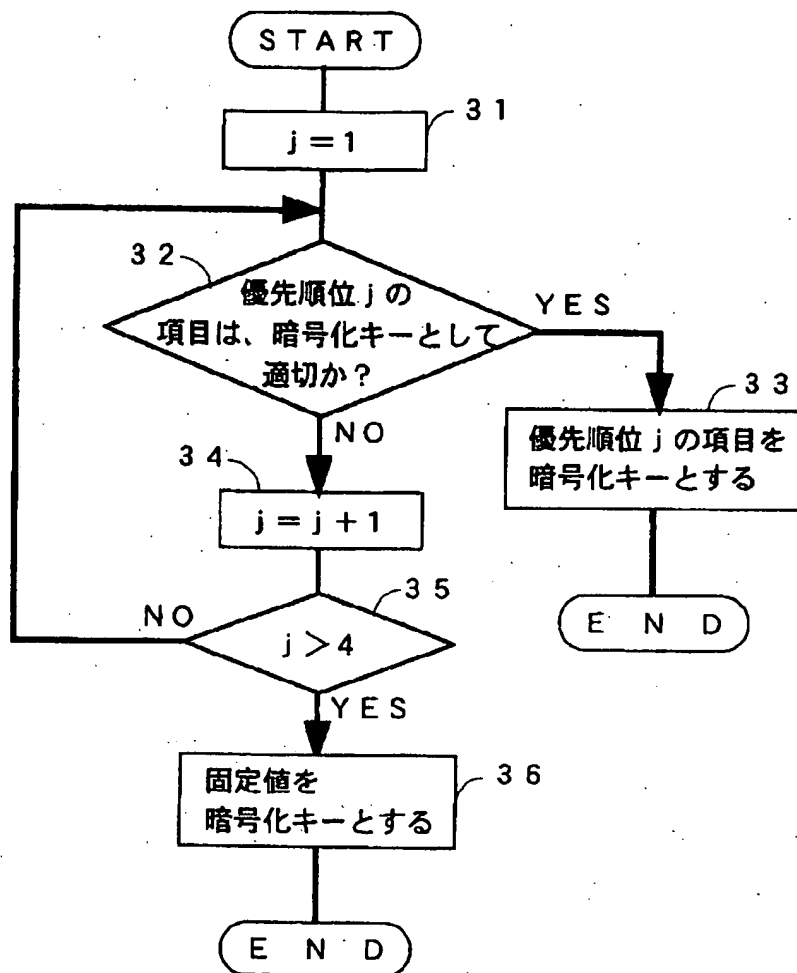 START
31
j=1
32
優先順位jの
項目は、暗号化キーとして
適切か？
YES
33
優先順位jの項目を
暗号化キーとする
END
NO
34
j=j+1
35
NO
j>4
YES
36
固定値を
暗号化キーとする
END